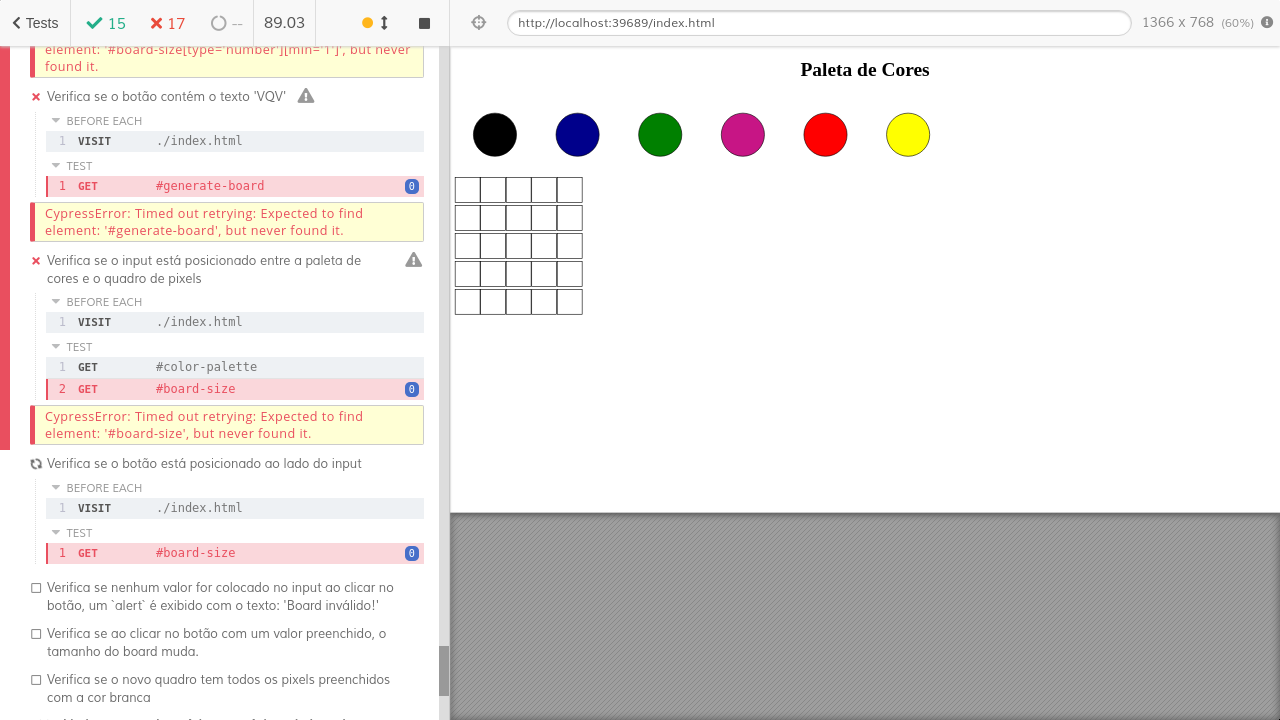 Tests
15
17
--
89.03
http://localhost:39689/index.html
1366 x 768 (60%)
element: '#board-size[type='number'][min='1']', but never
found it.
Verifica se o botão contém o texto 'VQV'
BEFORE EACH
1 VISIT ./index.html
TEST
1 GET #generate-board 0
CypressError: Timed out retrying: Expected to find
element: '#generate-board', but never found it.
Verifica se o input está posicionado entre a paleta de
cores e o quadro de pixels
BEFORE EACH
1 VISIT ./index.html
TEST
1 GET #color-palette
2 GET #board-size 0
CypressError: Timed out retrying: Expected to find
element: '#board-size', but never found it.
Verifica se o botão está posicionado ao lado do input
BEFORE EACH
1 VISIT ./index.html
TEST
1 GET #board-size 0
Verifica se nenhum valor for colocado no input ao clicar no
botão, um `alert` é exibido com o texto: 'Board inválido!'
Verifica se ao clicar no botão com um valor preenchido, o
tamanho do board muda.
Verifica se o novo quadro tem todos os pixels preenchidos
com a cor branca
Paleta de Cores